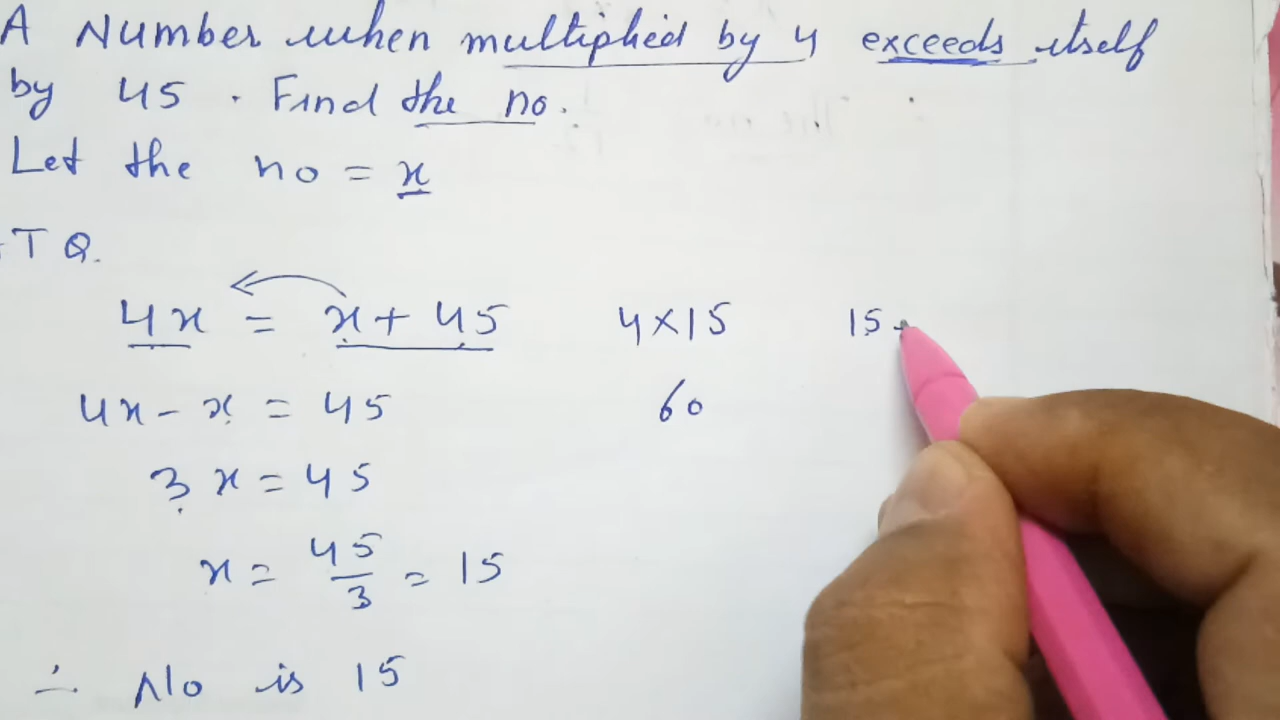 A Number when multiplied by 4 exceeds itself
by 45. Find the no.
Let the no = x
TQ.
4x = x + 45 4×15 15
4x - x = 45 60
3x = 45
x = 45/3 = 15
∴ No is 15